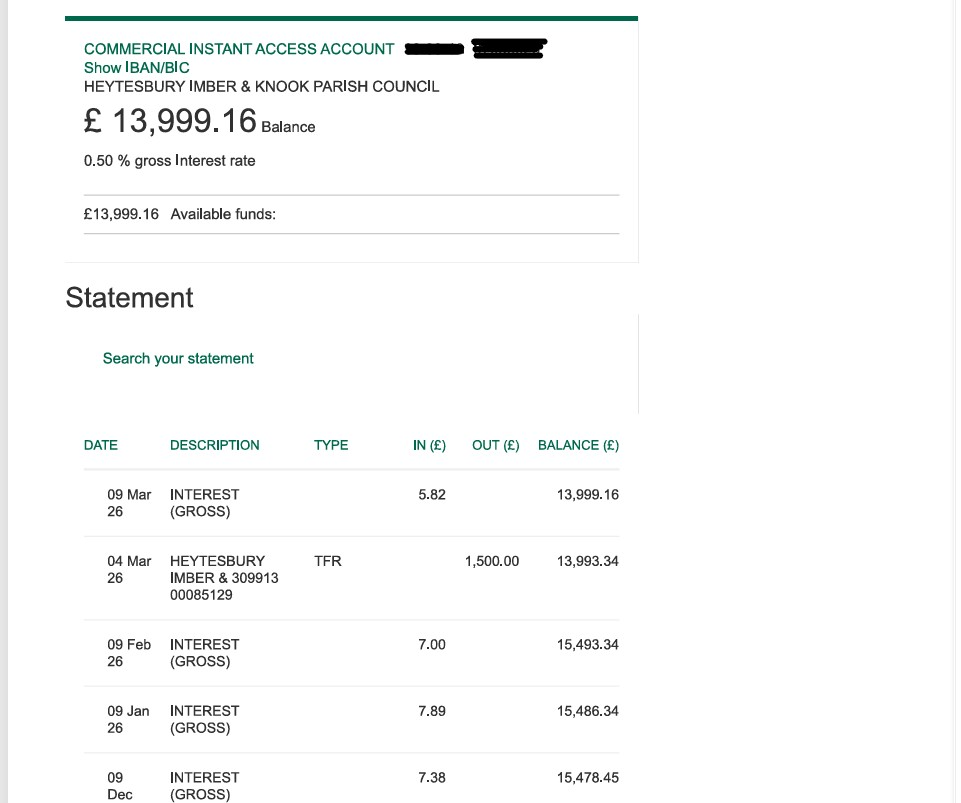 COMMERCIAL INSTANT ACCESS ACCOUNT
Show IBAN/BIC
HEYTESBURY IMBER & KNOOK PARISH COUNCIL
£ 13,999.16 Balance
0.50 % gross Interest rate
£13,999.16 Available funds:
Statement
Search your statement
DATE DESCRIPTION TYPE IN (£) OUT (£) BALANCE (£)
09 Mar INTEREST 5.82 13,999.16
26 (GROSS)
04 Mar HEYTESBURY TFR 1,500.00 13,993.34
26 IMBER & 309913
00085129
09 Feb INTEREST 7.00 15,493.34
26 (GROSS)
09 Jan INTEREST 7.89 15,486.34
26 (GROSS)
09 INTEREST 7.38 15,478.45
Dec (GROSS)